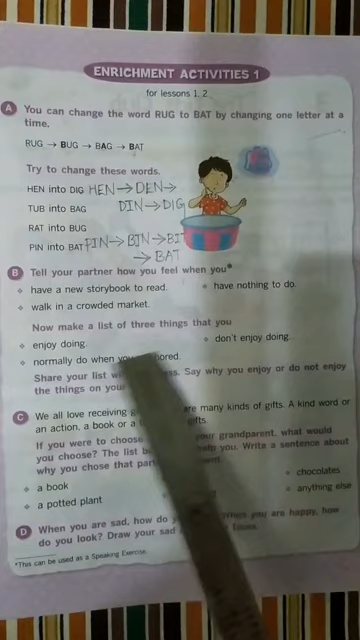 ENRICHMENT ACTIVITIES 1
for lessons 1, 2
A You can change the word RUG to BAT by changing one letter at a
time.
RUG → BUG → BAG → BAT
Try to change these words.
HEN into DIG HEN → DEN →
TUB into BAG DIN → DIG
RAT into BUG
PIN into BAT PIN → BIN → BIT
→ BAT
B Tell your partner how you feel when you*
have a new storybook to read. have nothing to do.
walk in a crowded market.
Now make a list of three things that you
enjoy doing. don't enjoy doing.
normally do when you
Share your list Say why you enjoy or do not enjoy
the things on your
C We all love receiving are many kinds of gifts. A kind word or
an action, a book or a gifts.
If you were to choose your grandparent, what would
you choose? The list you. Write a sentence about
why you chose that
a book chocolates
a potted plant anything else
D When you are sad, how do When you are happy, how
do you look? Draw your sad faces.
*This can be used as a Speaking Exercise.